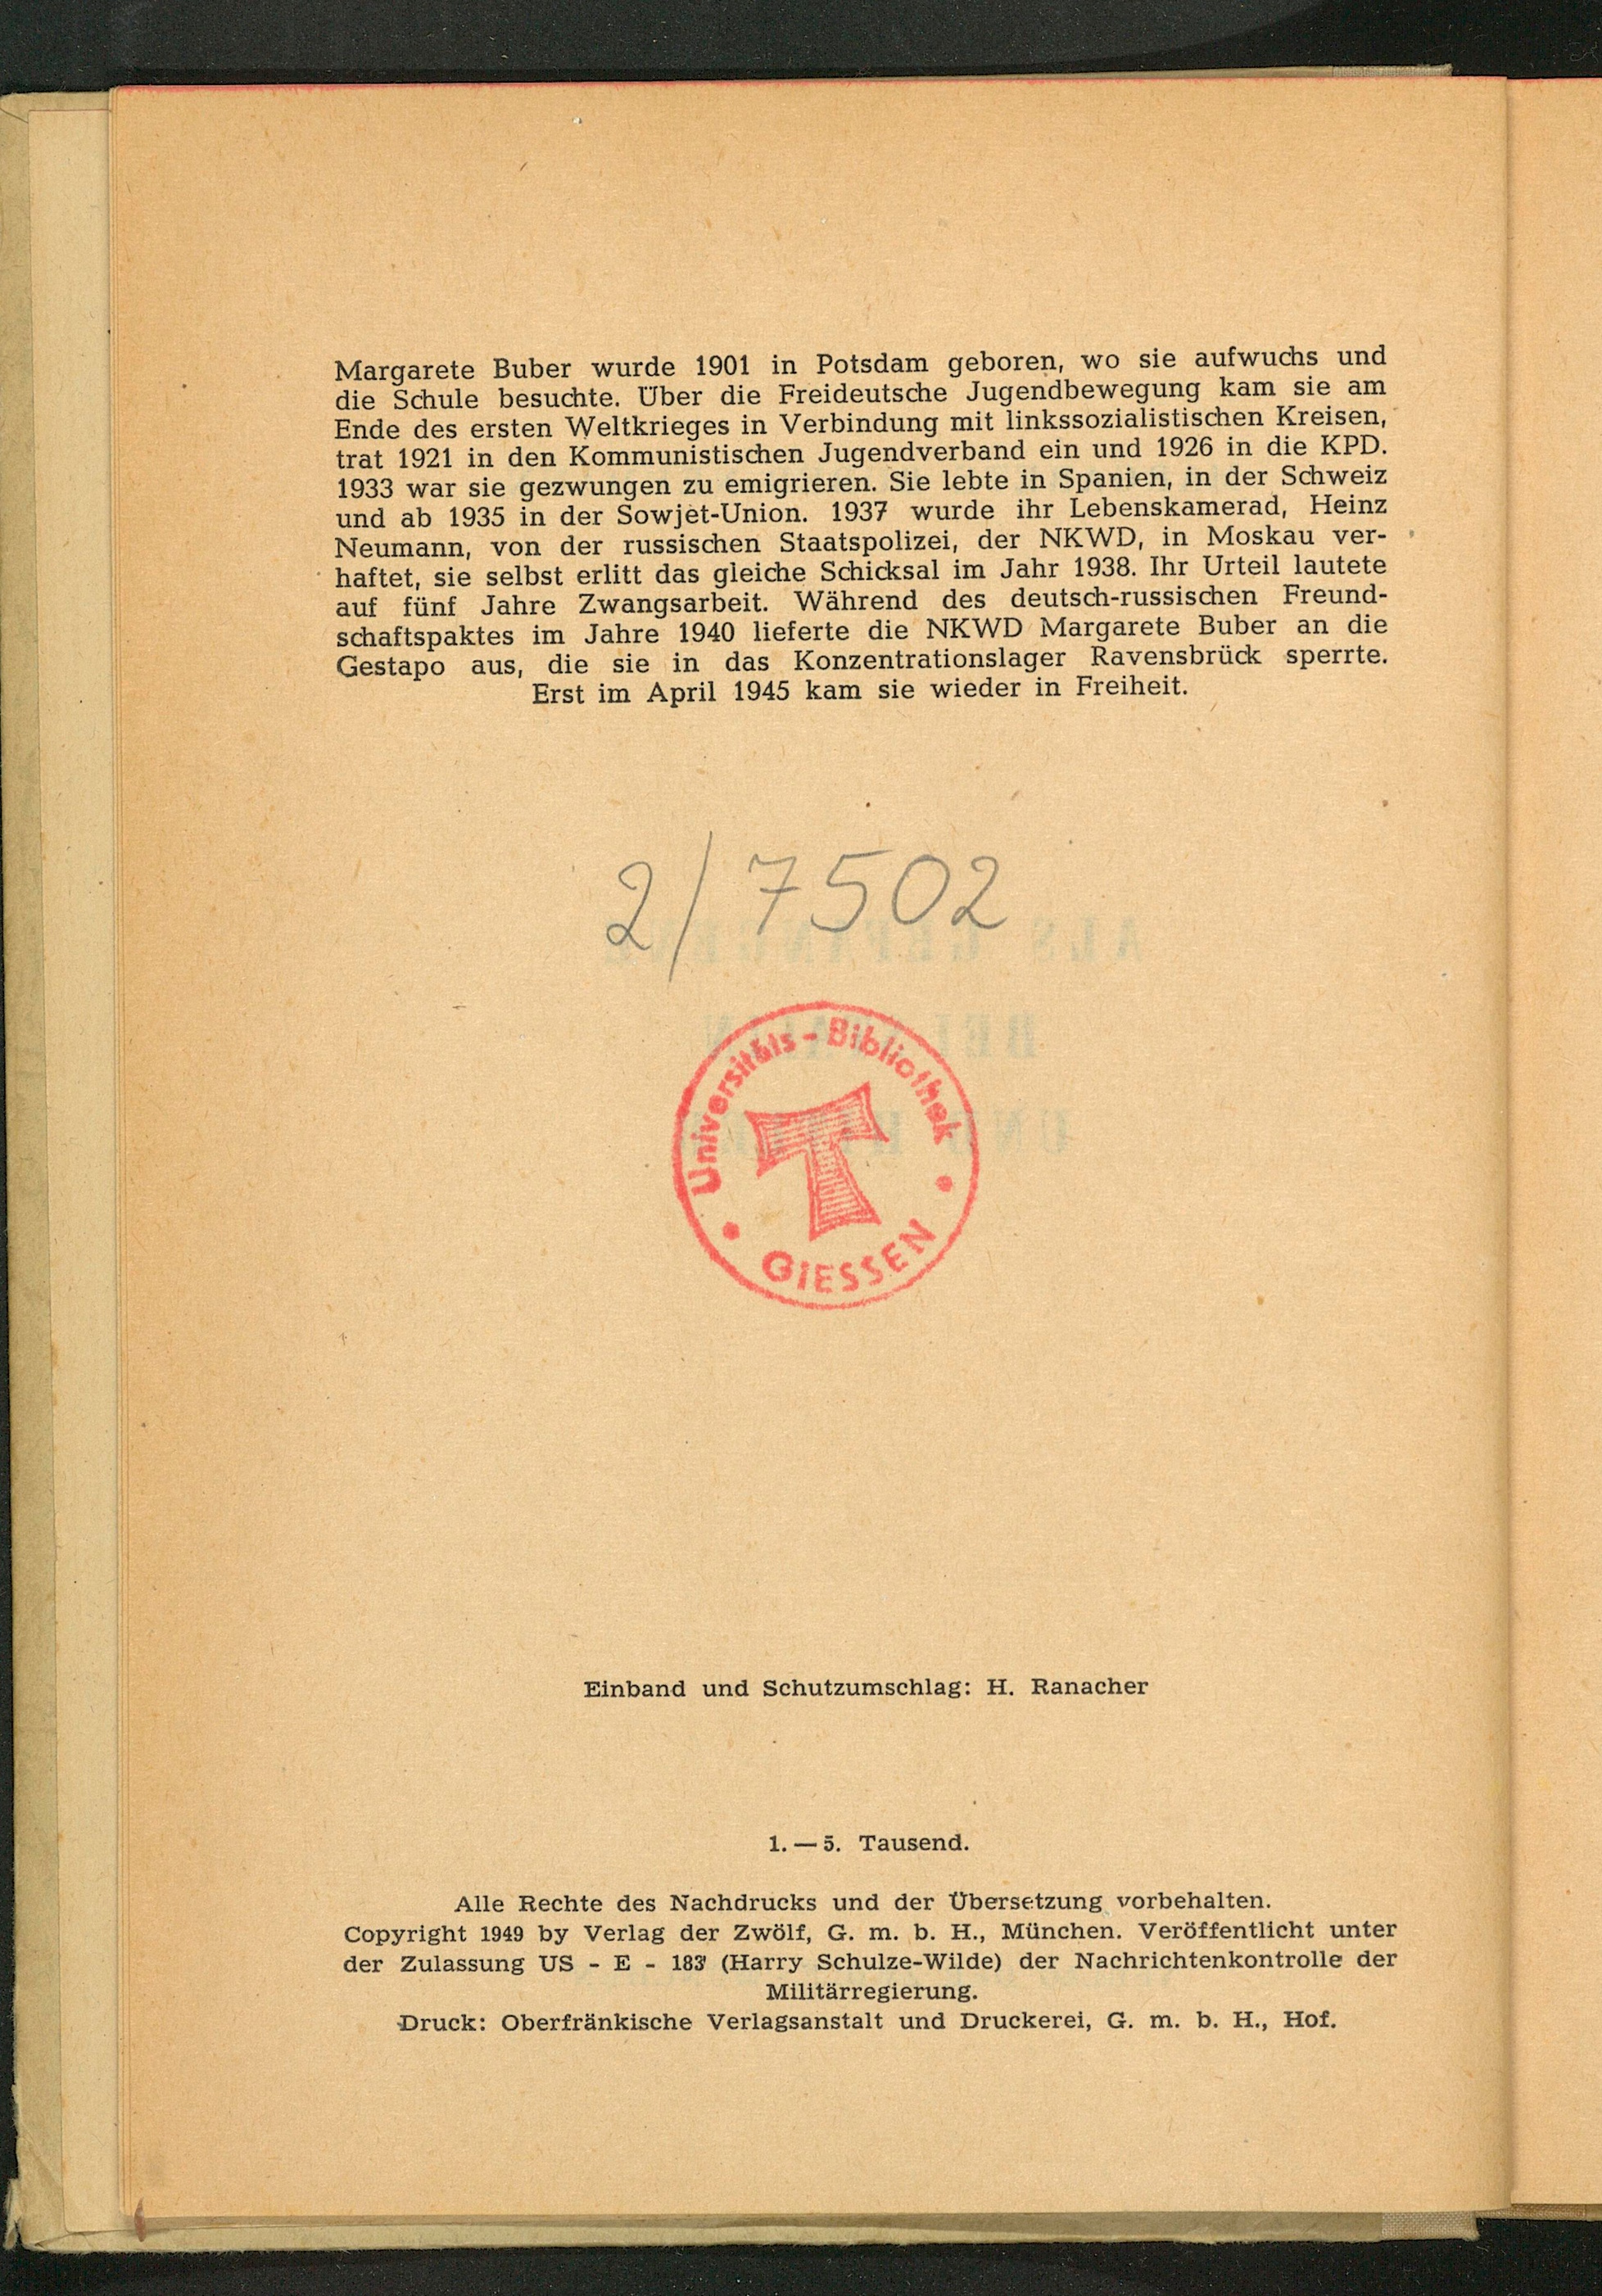 Margarete Buber wurde 1901 in Potsdam geboren, wo sie aufwuchs und
die Schule besuchte. Über die Freideutsche Jugendbewegung kam sie am
Ende des ersten Weltkrieges in Verbindung mit linkssozialistischen Kreisen,
trat 1921 in den Kommunistischen Jugendverband ein und 1926 in die KPD.
1933 war sie gezwungen zu emigrieren. Sie lebte in Spanien, in der Schweiz
und ab 1935 in der Sowjet-Union. 1937 wurde ihr Lebenskamerad, Heinz
Neumann, von der russischen Staatspolizei, der NKWD, in Moskau ver-
haftet, sie selbst erlitt das gleiche Schicksal im Jahr 1938. Ihr Urteil lautete
auf fünf Jahre Zwangsarbeit. Während des deutsch-russischen Freund-
schaftspaktes im Jahre 1940 lieferte die NKWD Margarete Buber an die
Gestapo aus, die sie in das Konzentrationslager Ravensbrück sperrte.
Erst im April 1945 kam sie wieder in Freiheit.
2/7502
Universitäts-Bibliothek
GIESSEN
Einband und Schutzumschlag: H. Ranacher
1. — 5. Tausend.
Alle Rechte des Nachdrucks und der Übersetzung vorbehalten.
Copyright 1949 by Verlag der Zwölf, G. m. b. H., München. Veröffentlicht unter
der Zulassung US - E - 183 (Harry Schulze-Wilde) der Nachrichtenkontrolle der
Militärregierung.
Druck: Oberfränkische Verlagsanstalt und Druckerei, G. m. b. H., Hof.